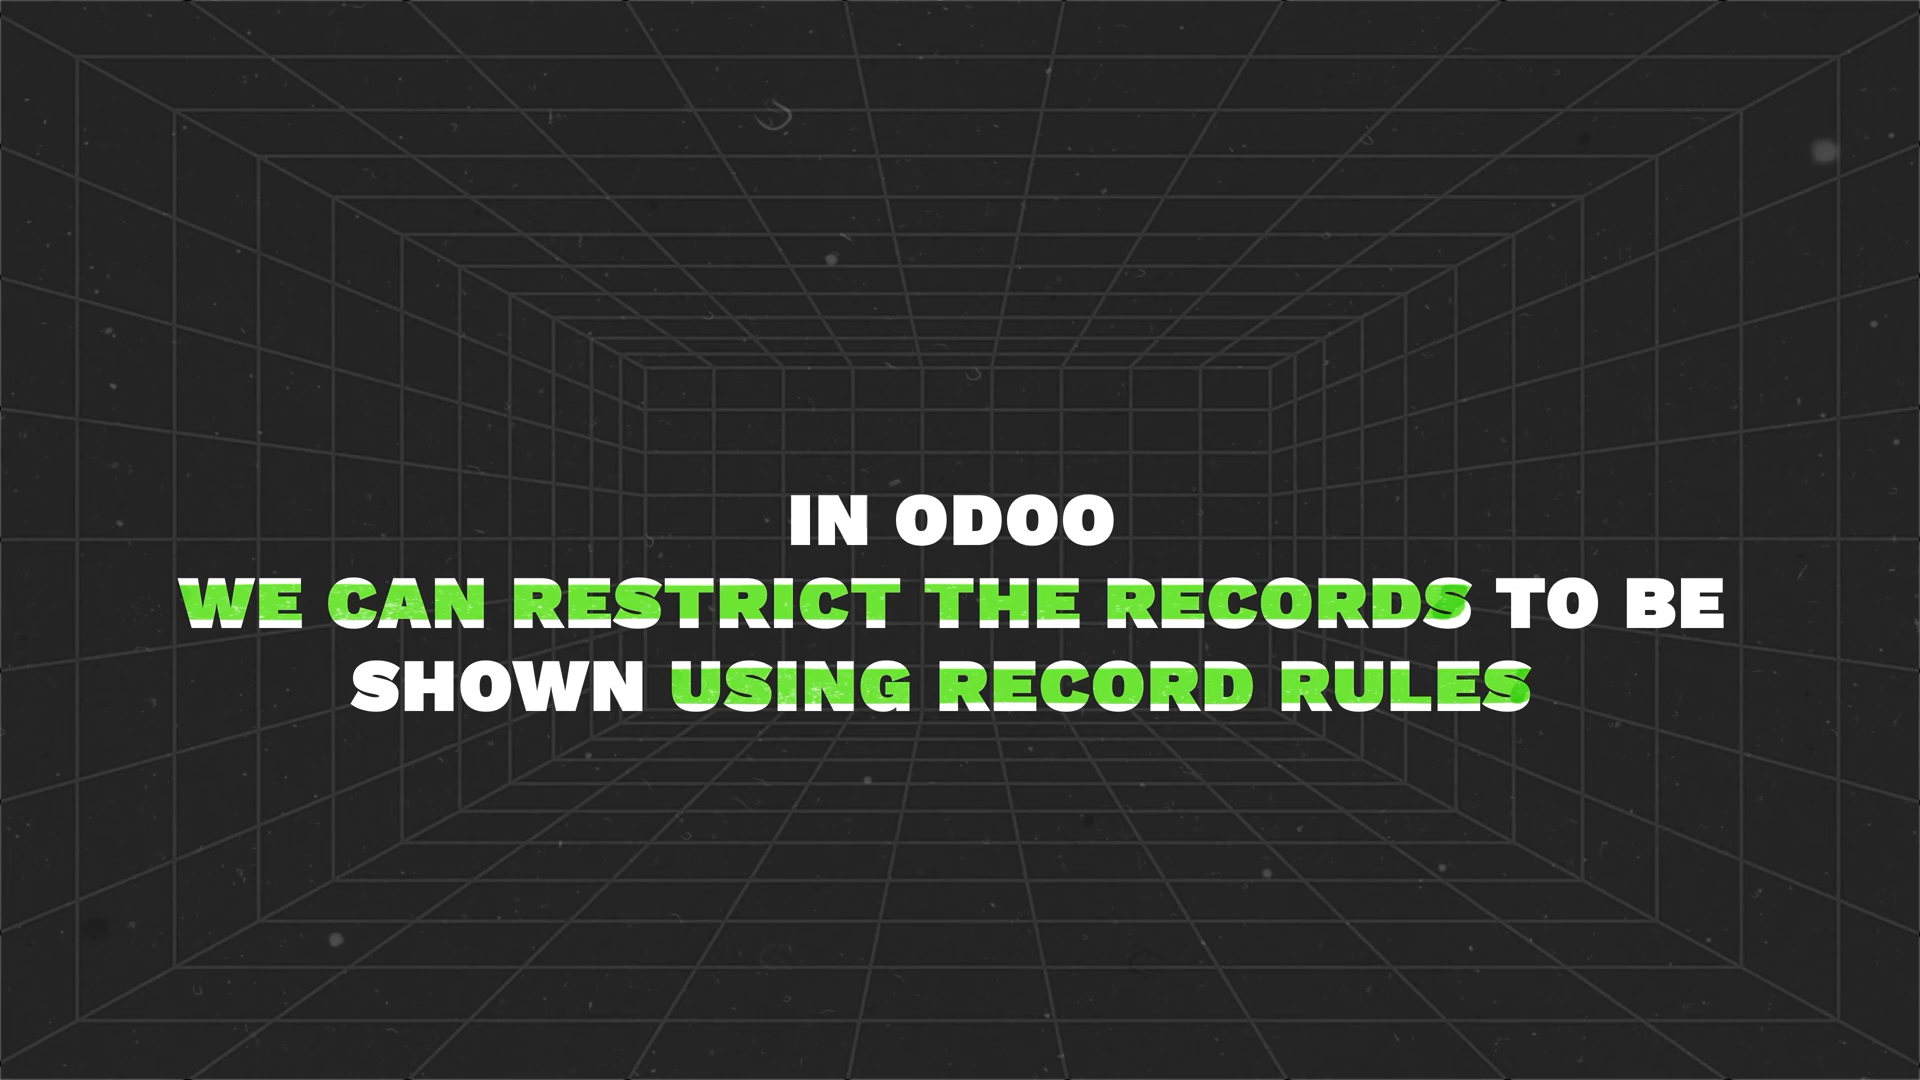 IN ODOO
WE CAN RESTRICT THE RECORDS TO BE
SHOWN USING RECORD RULES